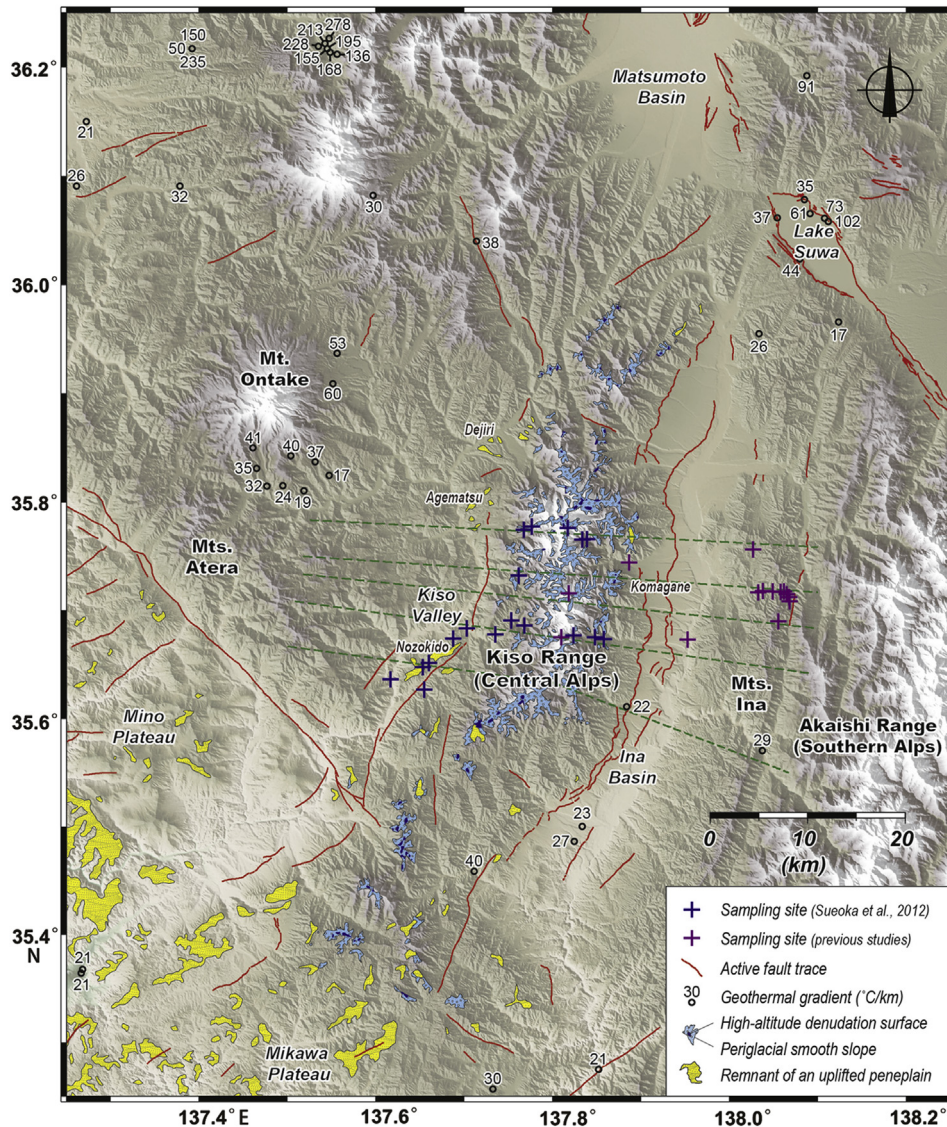 278
213
228
195
155
136
168
150
50
235
Matsumoto
Basin
91
21
26
32
30
35
73
37
61
102
Lake
Suwa
38
44
36.2°
36.0°
53
26
17
Mt.
Ontake
60
Dejiri
41
40
37
35
17
32
24
19
35.8°
Agematsu
Mts.
Atera
Kiso
Valley
Komagane
Nozokido
Kiso Range
(Central Alps)
Mts.
Ina
35.6°
22
Akaishi Range
(Southern Alps)
Mino
Plateau
29
Ina
Basin
0
10
20
(km)
23
27
40
35.4°
N
21
21
Mikawa
Plateau
30
21
Sampling site (Sueoka et al., 2012)
Sampling site (previous studies)
Active fault trace
30
Geothermal gradient (°C/km)
High-altitude denudation surface
Periglacial smooth slope
Remnant of an uplifted peneplain
137.4°E
137.6°
137.8°
138.0°